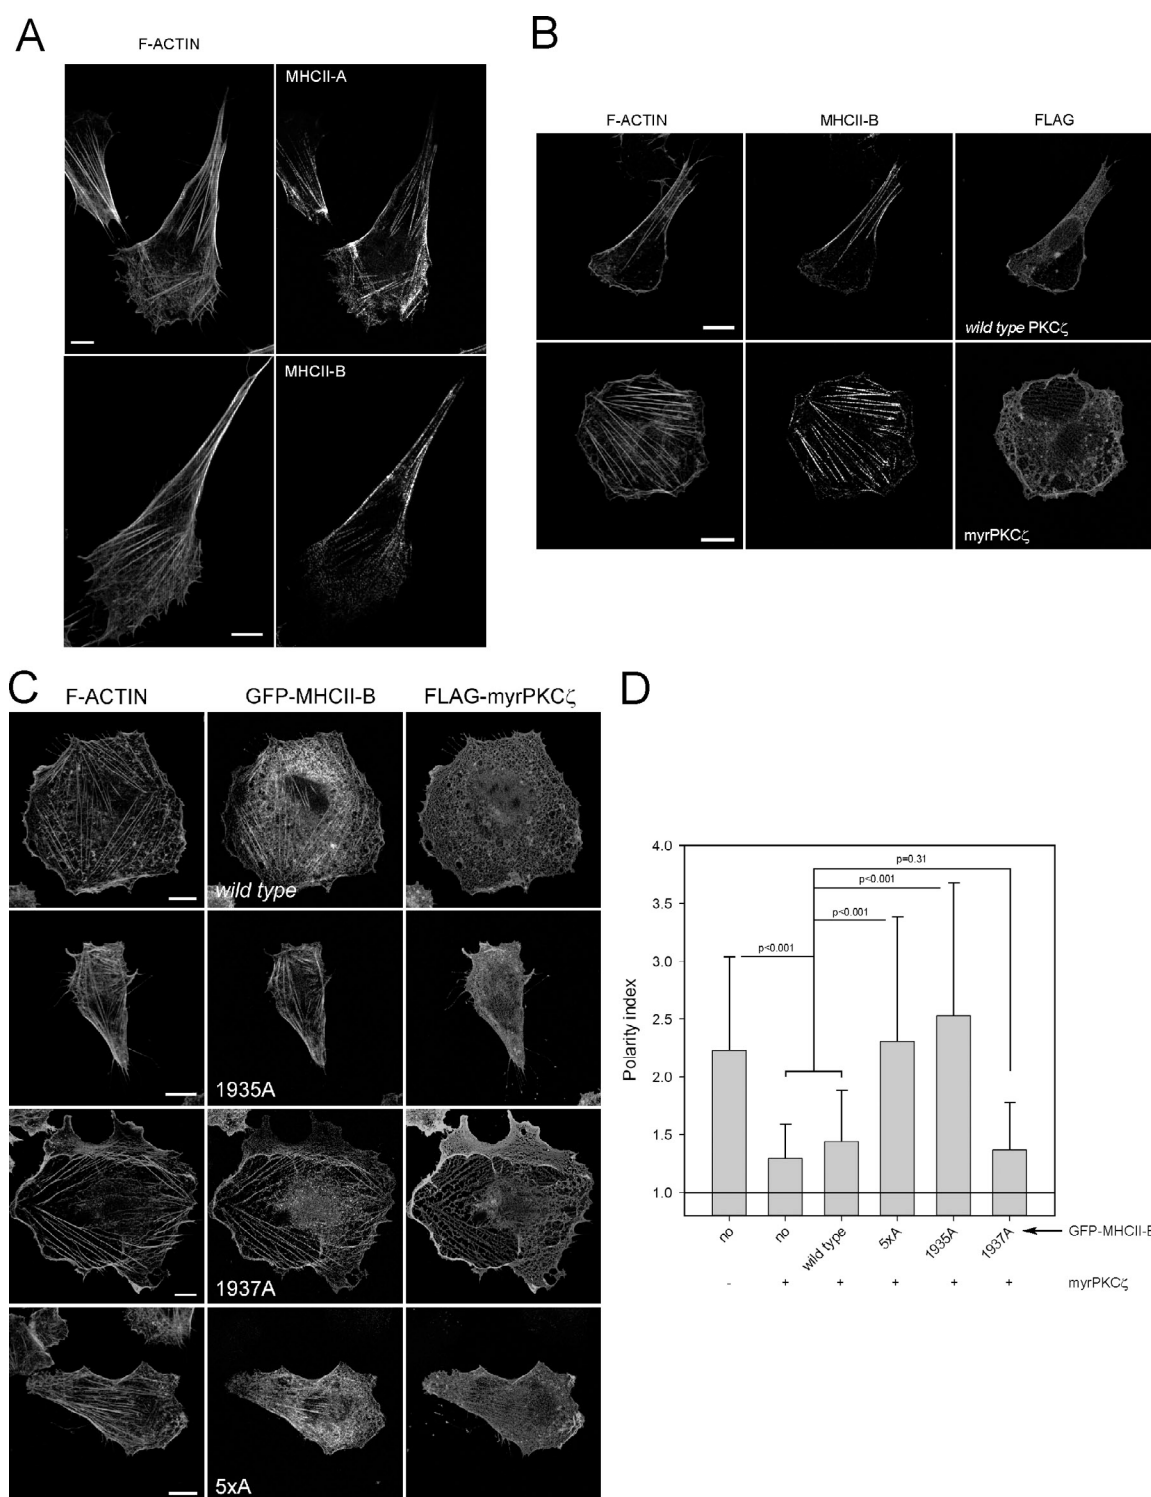 A
F-ACTIN
MHCII-A
MHCII-B
B
F-ACTIN MHCII-B FLAG
wild type PKCζ
myrPKCζ
C
F-ACTIN GFP-MHCII-B FLAG-myrPKCζ
wild type
1935A
1937A
5xA
D
4.0
3.5
3.0
2.5
2.0
1.5
1.0
Polarity index
p=0.31
p<0.001
p<0.001
p<0.001
no no wild type 5xA 1935A 1937A GFP-MHCII-B
- + + + + + myrPKCζ